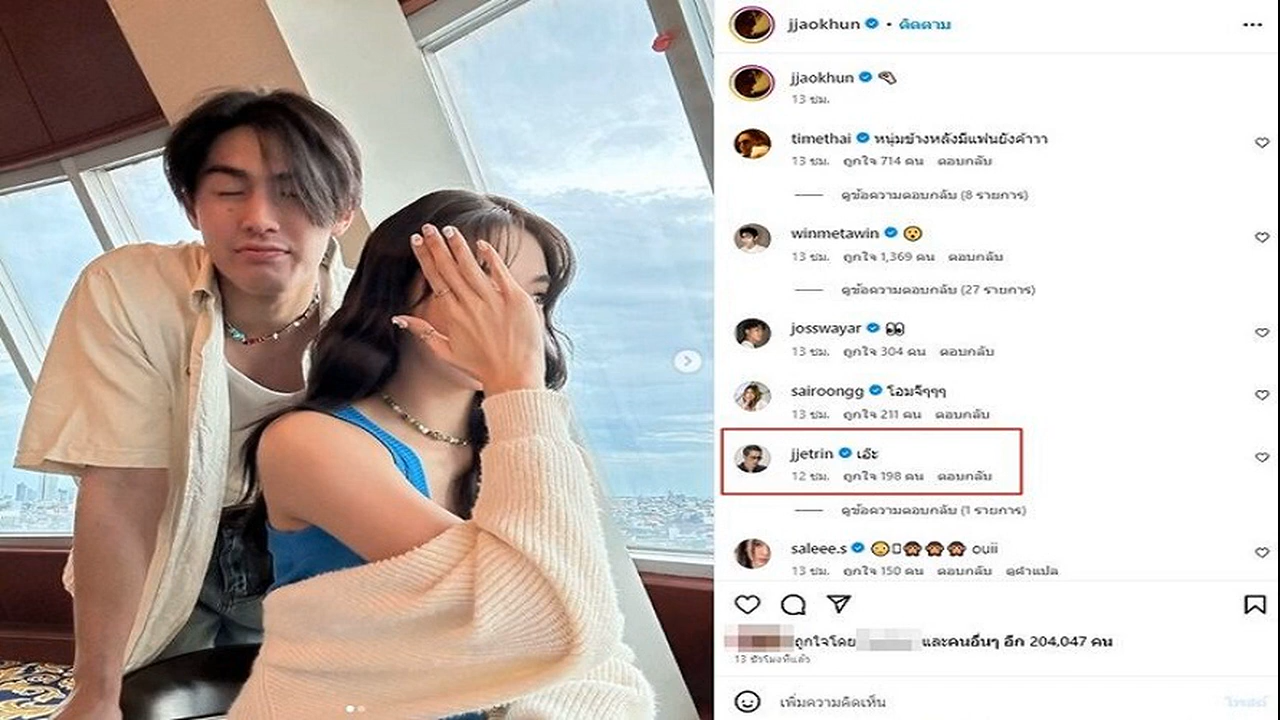 jjaokhun • ติดตาม
jjaokhun
13 ชม.
timethai หนุ่มข้างหลังมีแฟนยังค้าาา
13 ชม. ถูกใจ 714 คน ตอบกลับ
ดูข้อความตอบกลับ (8 รายการ)
winmetawin 😮
13 ชม. ถูกใจ 1,369 คน ตอบกลับ
ดูข้อความตอบกลับ (27 รายการ)
josswayar 👀
13 ชม. ถูกใจ 304 คน ตอบกลับ
sairoongg โอมจีๆๆๆ
13 ชม. ถูกใจ 211 คน ตอบกลับ
jjetrin เอ๊ะ
12 ชม. ถูกใจ 198 คน ตอบกลับ
ดูข้อความตอบกลับ (1 รายการ)
saleee.s 🙊🙊🙊 ouii
13 ชม. ถูกใจ 150 คน ตอบกลับ ดูคำแปล
ถูกใจโดย และคนอื่นๆ อีก 204,047 คน
13 ชั่วโมงที่แล้ว
เพิ่มความคิดเห็น
โพสต์